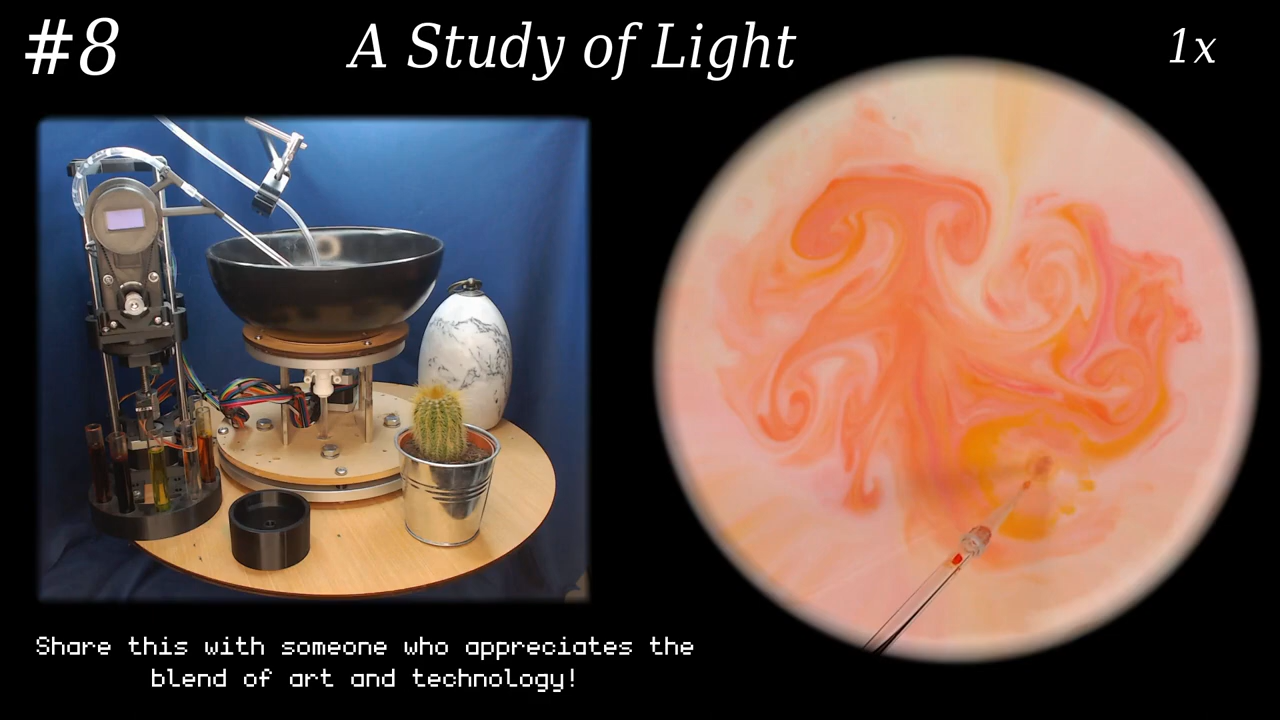 #8
A Study of Light
1x
Share this with someone who appreciates the
blend of art and technology!